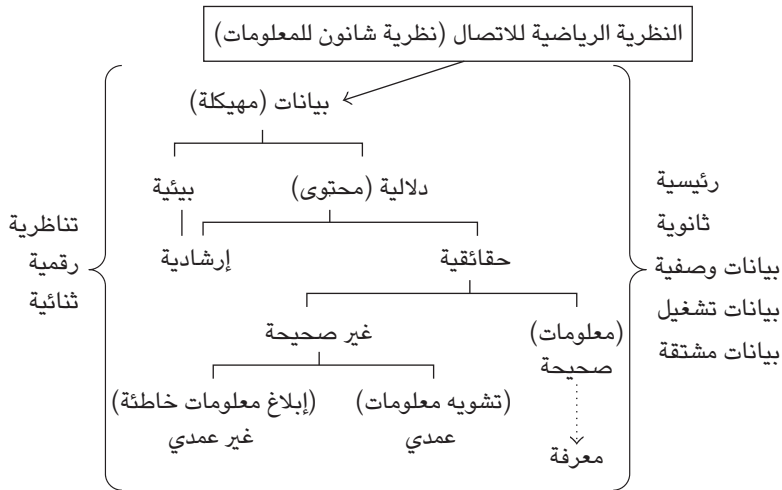 النظرية الرياضية للاتصال (نظرية شانون للمعلومات)
بيانات (مهيكلة)
دلالية (محتوى)
بيئية
حقائقية
إرشادية
(معلومات)
صحيحة
غير صحيحة
(تشويه معلومات)
عمدي
(إبلاغ معلومات خاطئة)
غير عمدي
معرفة
رئيسية
ثانوية
بيانات وصفية
بيانات تشغيل
بيانات مشتقة
تناظرية
رقمية
ثنائية